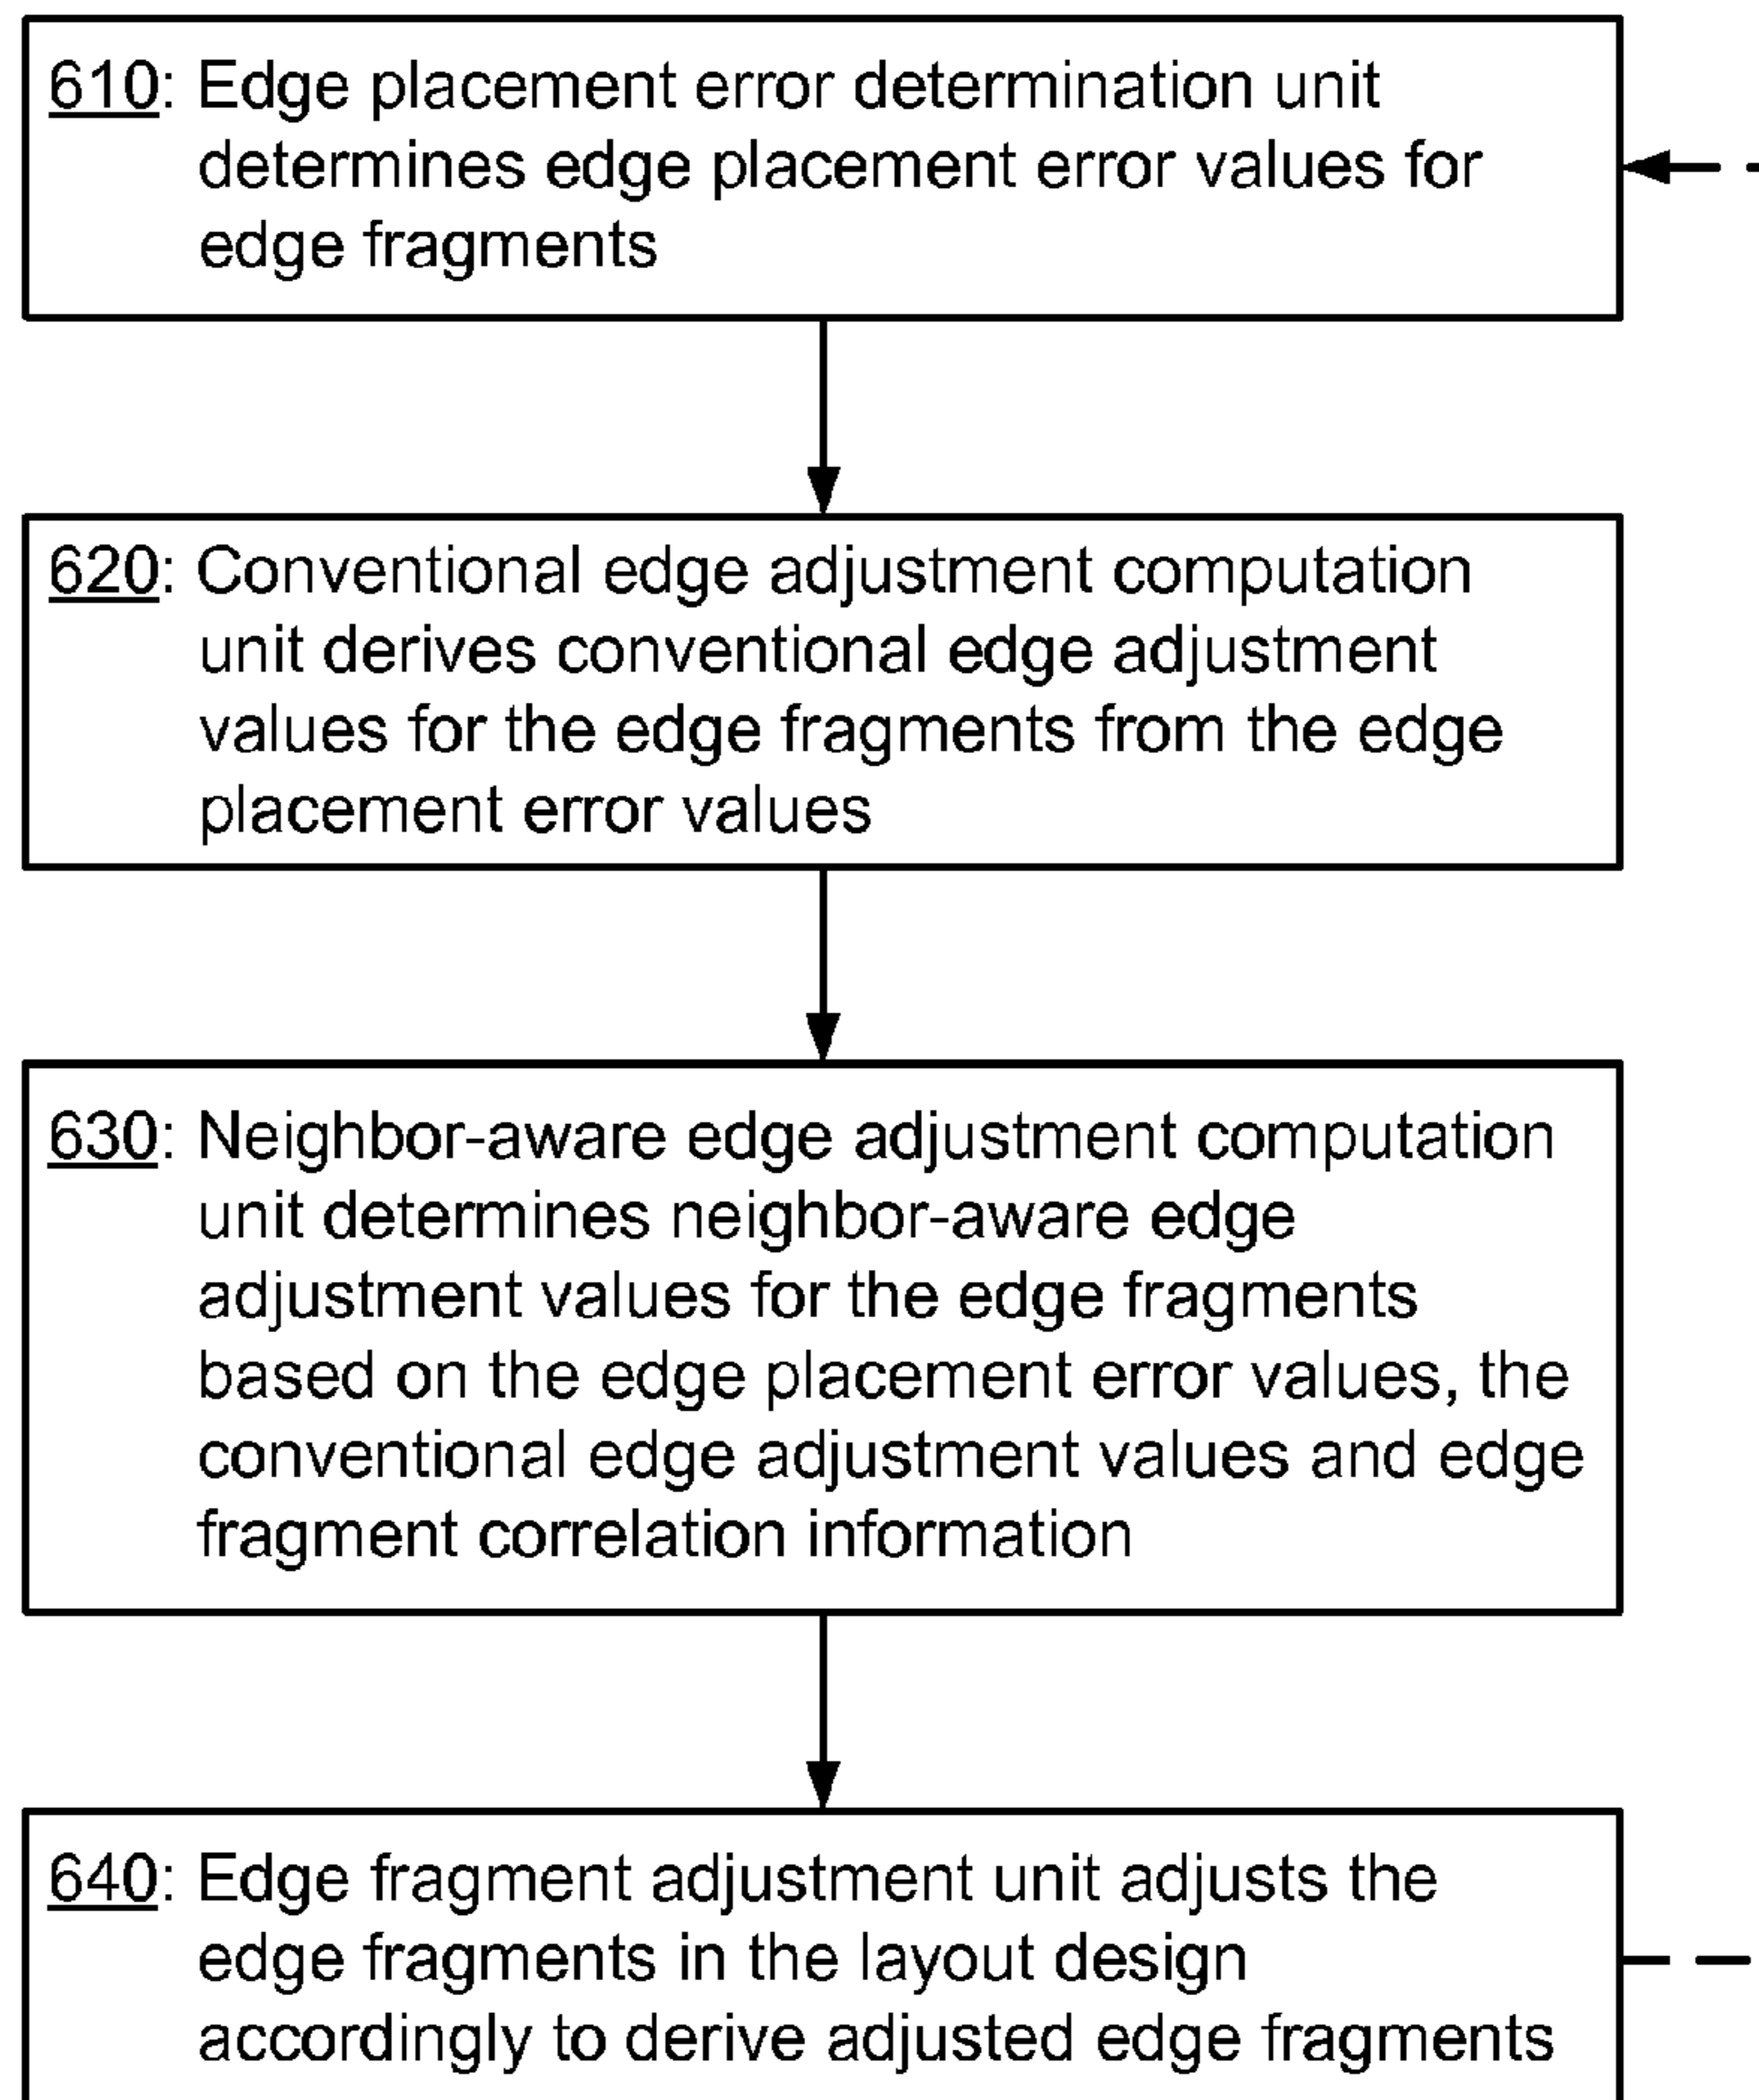 610: Edge placement error determination unit
determines edge placement error values for
edge fragments
620: Conventional edge adjustment computation
unit derives conventional edge adjustment
values for the edge fragments from the edge
placement error values
630: Neighbor-aware edge adjustment computation
unit determines neighbor-aware edge
adjustment values for the edge fragments
based on the edge placement error values, the
conventional edge adjustment values and edge
fragment correlation information
640: Edge fragment adjustment unit adjusts the
edge fragments in the layout design
accordingly to derive adjusted edge fragments